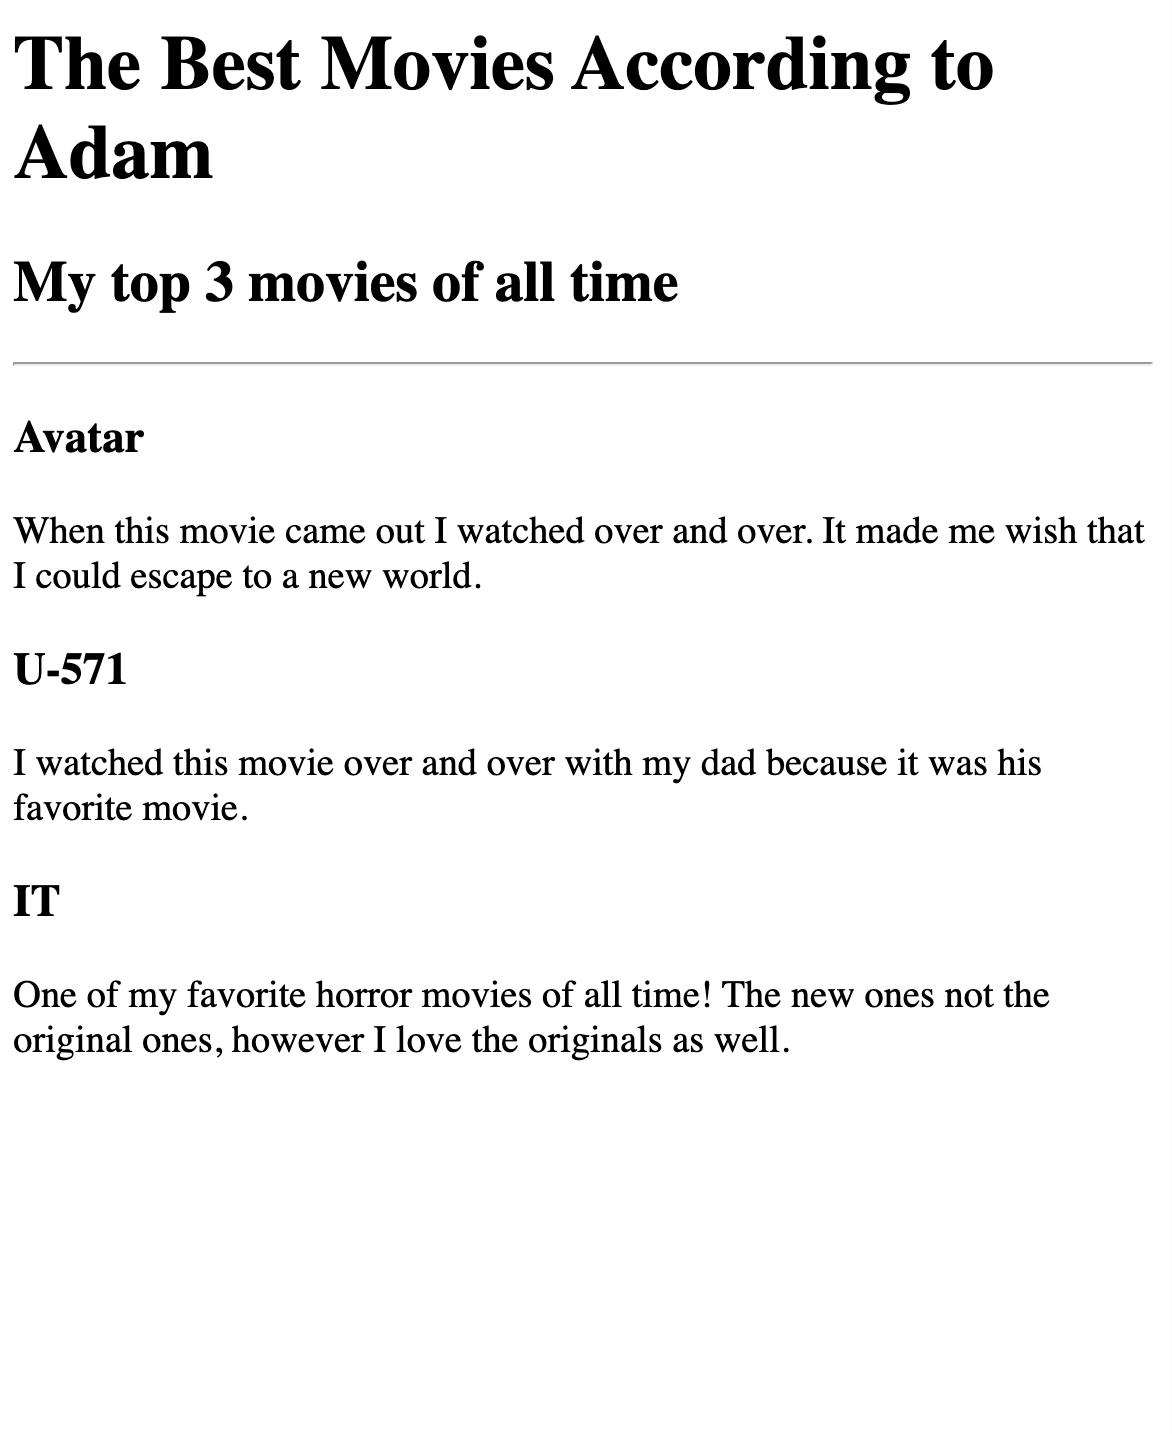 The Best Movies According to
Adam
My top 3 movies of all time
Avatar
When this movie came out I watched over and over. It made me wish that
I could escape to a new world.
U-571
I watched this movie over and over with my dad because it was his
favorite movie.
IT
One of my favorite horror movies of all time! The new ones not the
original ones, however I love the originals as well.